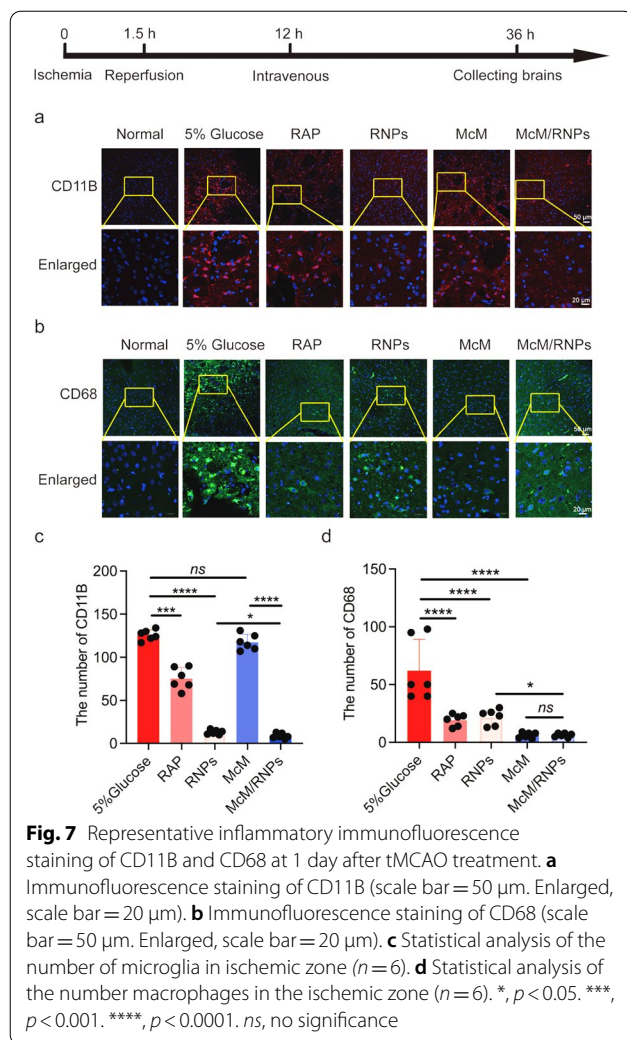 0 1.5 h 12 h 36 h
Ischemia Reperfusion Intravenous Collecting brains
a
Normal 5% Glucose RAP RNPs McM McM/RNPs
CD11B
50 μm
Enlarged
20 μm
b
Normal 5% Glucose RAP RNPs McM McM/RNPs
CD68
50 μm
Enlarged
20 μm
c
The number of CD11B
200
150
100
50
0
ns
****
****
***
*
5%Glucose RAP RNPs McM McM/RNPs
d
The number of CD68
150
100
50
0
****
****
****
*
ns
5%Glucose RAP RNPs McM McM/RNPs
Fig. 7 Representative inflammatory immunofluorescence
staining of CD11B and CD68 at 1 day after tMCAO treatment. a
Immunofluorescence staining of CD11B (scale bar = 50 μm. Enlarged,
scale bar = 20 μm). b Immunofluorescence staining of CD68 (scale
bar = 50 μm. Enlarged, scale bar = 20 μm). c Statistical analysis of the
number of microglia in ischemic zone (n = 6). d Statistical analysis of
the number macrophages in the ischemic zone (n = 6). *, p < 0.05. ***,
p < 0.001. ****, p < 0.0001. ns, no significance